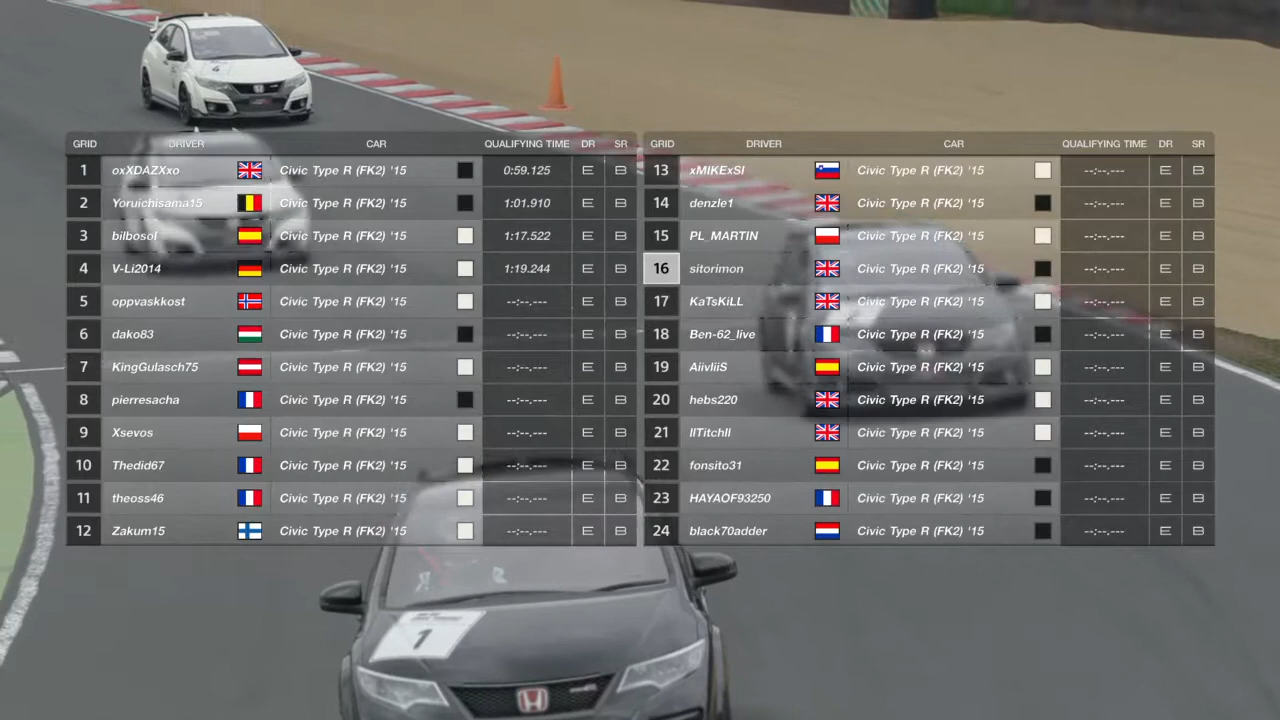 GRID DRIVER CAR QUALIFYING TIME DR SR
1 oxXDAZXxo Civic Type R (FK2) '15 0:59.125 E B
2 Yoruichisama15 Civic Type R (FK2) '15 1:01.910 E B
3 bilbosol Civic Type R (FK2) '15 1:17.522 E B
4 V-Li2014 Civic Type R (FK2) '15 1:19.244 E B
5 oppvaskkost Civic Type R (FK2) '15 --:--.--- E B
6 dako83 Civic Type R (FK2) '15 --:--.--- E B
7 KingGulasch75 Civic Type R (FK2) '15 --:--.--- E B
8 pierresacha Civic Type R (FK2) '15 --:--.--- E B
9 Xsevos Civic Type R (FK2) '15 --:--.--- E B
10 Thedid67 Civic Type R (FK2) '15 --:--.--- E B
11 theoss46 Civic Type R (FK2) '15 --:--.--- E B
12 Zakum15 Civic Type R (FK2) '15 --:--.--- E B
GRID DRIVER CAR QUALIFYING TIME DR SR
13 xMIKExSI Civic Type R (FK2) '15 --:--.--- E B
14 denzle1 Civic Type R (FK2) '15 --:--.--- E B
15 PL_MARTIN Civic Type R (FK2) '15 --:--.--- E B
16 sitorimon Civic Type R (FK2) '15 --:--.--- E B
17 KaTsKiLL Civic Type R (FK2) '15 --:--.--- E B
18 Ben-62_live Civic Type R (FK2) '15 --:--.--- E B
19 AiivliiS Civic Type R (FK2) '15 --:--.--- E B
20 hebs220 Civic Type R (FK2) '15 --:--.--- E B
21 IlTitchIl Civic Type R (FK2) '15 --:--.--- E B
22 fonsito31 Civic Type R (FK2) '15 --:--.--- E B
23 HAYAOF93250 Civic Type R (FK2) '15 --:--.--- E B
24 black70adder Civic Type R (FK2) '15 --:--.--- E B
1